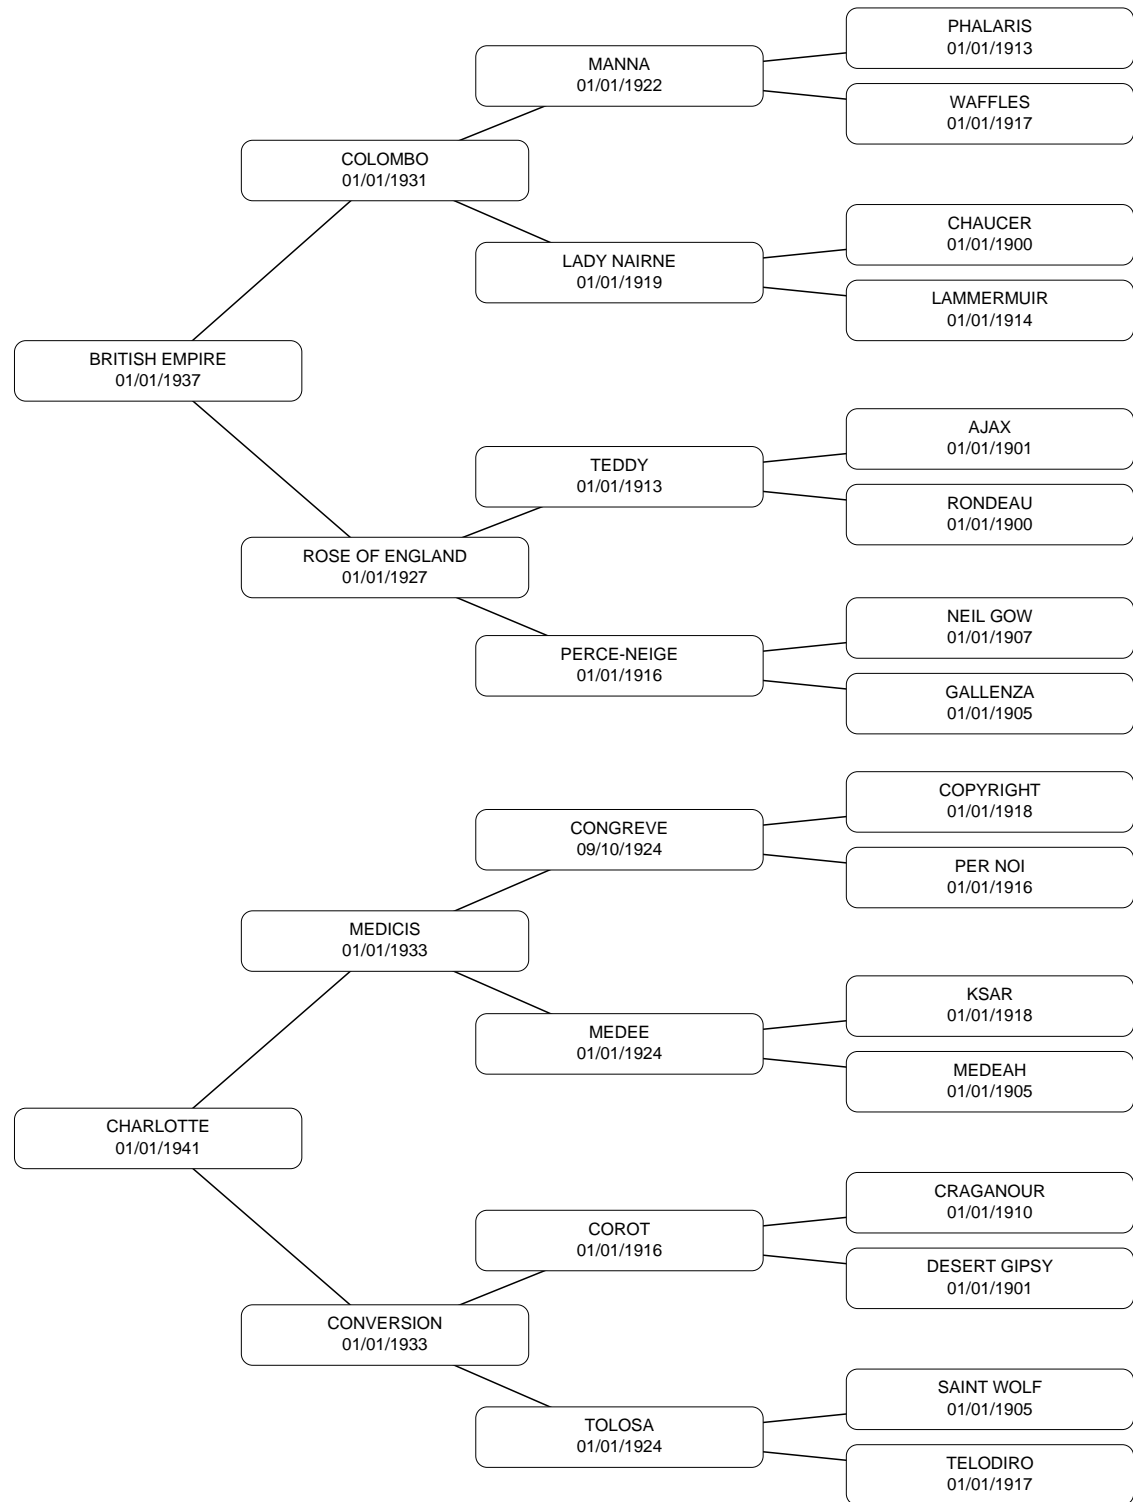 PHALARIS
01/01/1913
MANNA
01/01/1922
WAFFLES
01/01/1917
COLOMBO
01/01/1931
CHAUCER
01/01/1900
LADY NAIRNE
01/01/1919
LAMMERMUIR
01/01/1914
BRITISH EMPIRE
01/01/1937
AJAX
01/01/1901
TEDDY
01/01/1913
RONDEAU
01/01/1900
ROSE OF ENGLAND
01/01/1927
NEIL GOW
01/01/1907
PERCE-NEIGE
01/01/1916
GALLENZA
01/01/1905
COPYRIGHT
01/01/1918
CONGREVE
09/10/1924
PER NOI
01/01/1916
MEDICIS
01/01/1933
KSAR
01/01/1918
MEDEE
01/01/1924
MEDEAH
01/01/1905
CHARLOTTE
01/01/1941
CRAGANOUR
01/01/1910
COROT
01/01/1916
DESERT GIPSY
01/01/1901
CONVERSION
01/01/1933
SAINT WOLF
01/01/1905
TOLOSA
01/01/1924
TELODIRO
01/01/1917